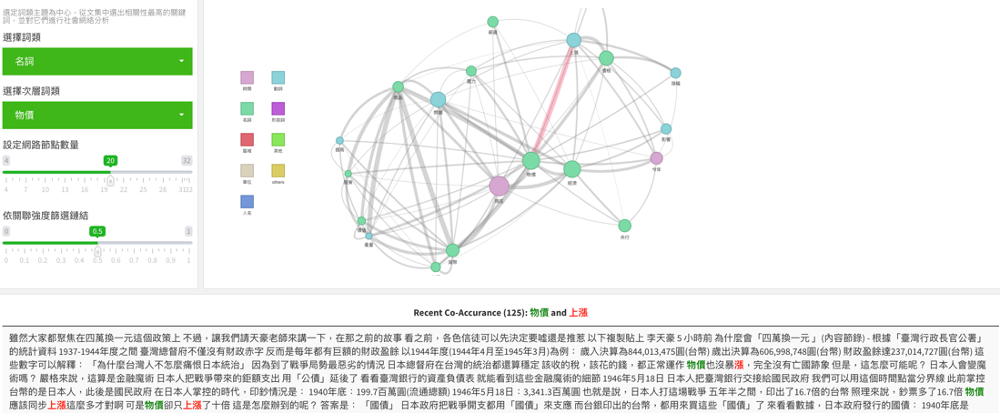 選定詞類主題為中心、從文集中選出相關性最高的關鍵
詞，並對它們進行社會網絡分析
選擇詞類
名詞
選擇次層詞類
物價
設定網路節點數量
4
20
32
4 7 10 13 16 19 22 25 28 31 32
依關聯強度篩選鏈結
0
0.5
1
0 0.1 0.2 0.3 0.4 0.5 0.6 0.7 0.8 0.9 1
時間
動詞
名詞
形容詞
區域
其他
單位
others
人名
上漲
價格
漲幅
壓力
問題
影響
今年
物價
經濟
現在
央行
提高
價值
產量
貨幣
Recent Co-Accurance (125): 物價 and 上漲
雖然大家都聚焦在四萬換一元這個政策上 不過，讓我們請天豪老師來講一下，在那之前的故事 看之前，各色信徒可以先決定要噓還是推惹 以下複製貼上 李天豪 5 小時前 為什麼會「四萬換一元 」(內容節錄) - 根據「臺灣行政長官公署」
的統計資料 1937-1944年度之間 臺灣總督府不僅沒有財政赤字 反而是每年都有巨額的財政盈餘 以1944年度(1944年4月至1945年3月)為例： 歲入決算為844,013,475圓(台幣) 歲出決算為606,998,748圓(台幣) 財政盈餘達237,014,727圓(台幣) 這
些數字可以解釋： 「為什麼台灣人不怎麼痛恨日本統治」 因為到了戰爭局勢最惡劣的情況 日本總督府在台灣的統治都還算穩定 該收的稅，該花的錢，都正常運作 物價也沒暴漲，完全沒有亡國跡象 但是，這怎麼可能呢？ 日本人會變魔
術嗎？ 嚴格來說，這算是金融魔術 日本人把戰爭帶來的鉅額支出 用「公債」延後了 看看臺灣銀行的資產負債表 就能看到這些金融魔術的細節 1946年5月18日 日本人把臺灣銀行交接給國民政府 我們可以用這個時間點當分界線 此前掌控
台幣的是日本人，此後是國民政府 在日本人掌控的時代，印鈔情況是： 1940年底：199.7百萬圓(流通總額) 1946年5月18日：3,341.3百萬圓 也就是說，日本人打這場戰爭 五年半之間，印出了16.7倍的台幣 照理來說，鈔票多了16.7倍 物價
應該同步上漲這麼多才對啊 可是物價卻只上漲了十倍 這是怎麼辦到的呢？ 答案是： 「國債」 日本政府把戰爭開支都用「國債」來支應 而台銀印出的台幣，都用來買這些「國債」了 來看看數據，日本政府發行的國債： 1940年底是